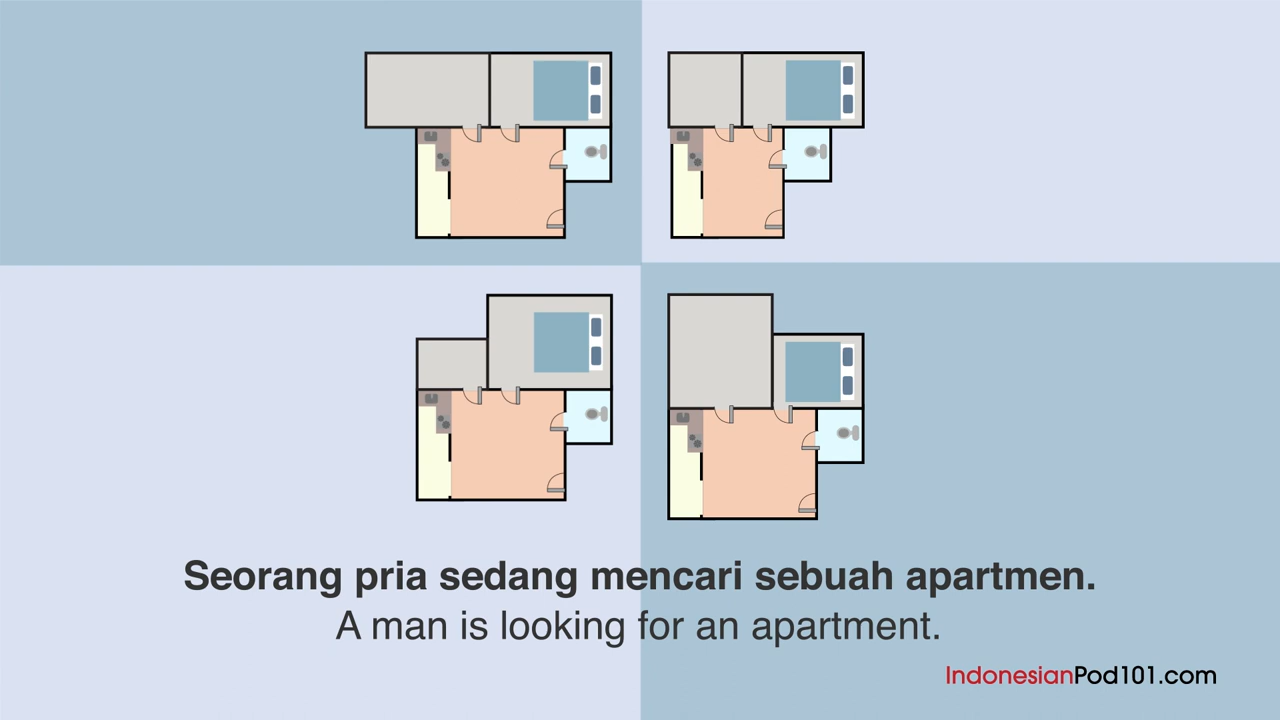 Seorang pria sedang mencari sebuah apartmen.
A man is looking for an apartment.
IndonesianPod101.com